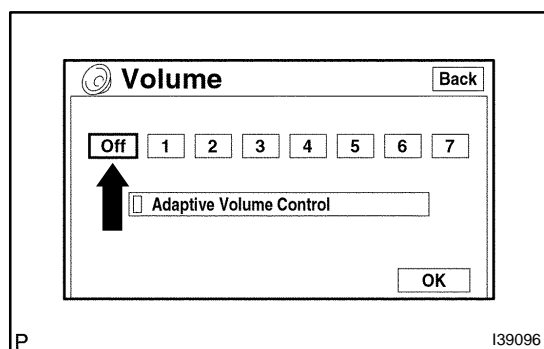 Volume Back
Off 1 2 3 4 5 6 7
Adaptive Volume Control
OK
P I39096